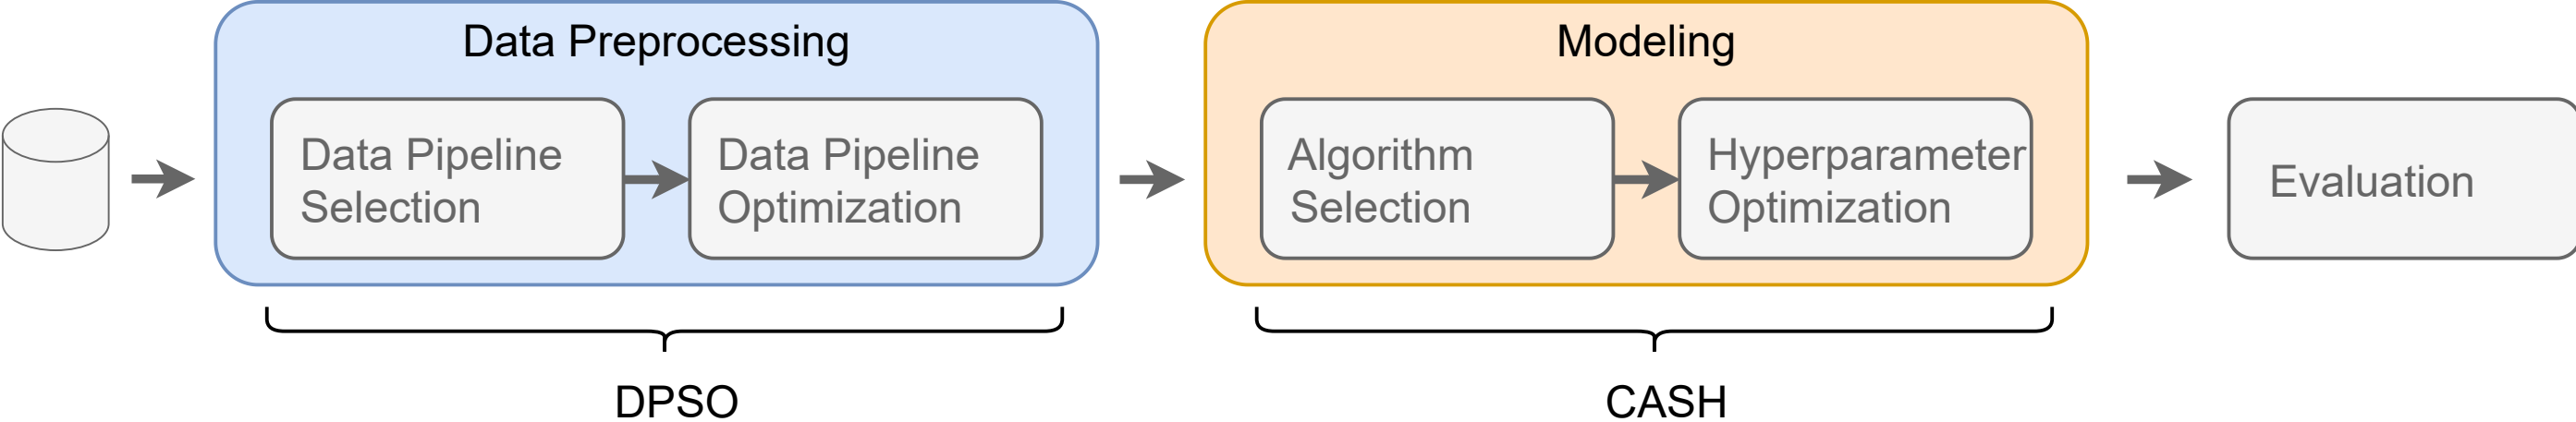 Data Preprocessing
Data Pipeline
Selection
Data Pipeline
Optimization
DPSO
Modeling
Algorithm
Selection
Hyperparameter
Optimization
CASH
Evaluation